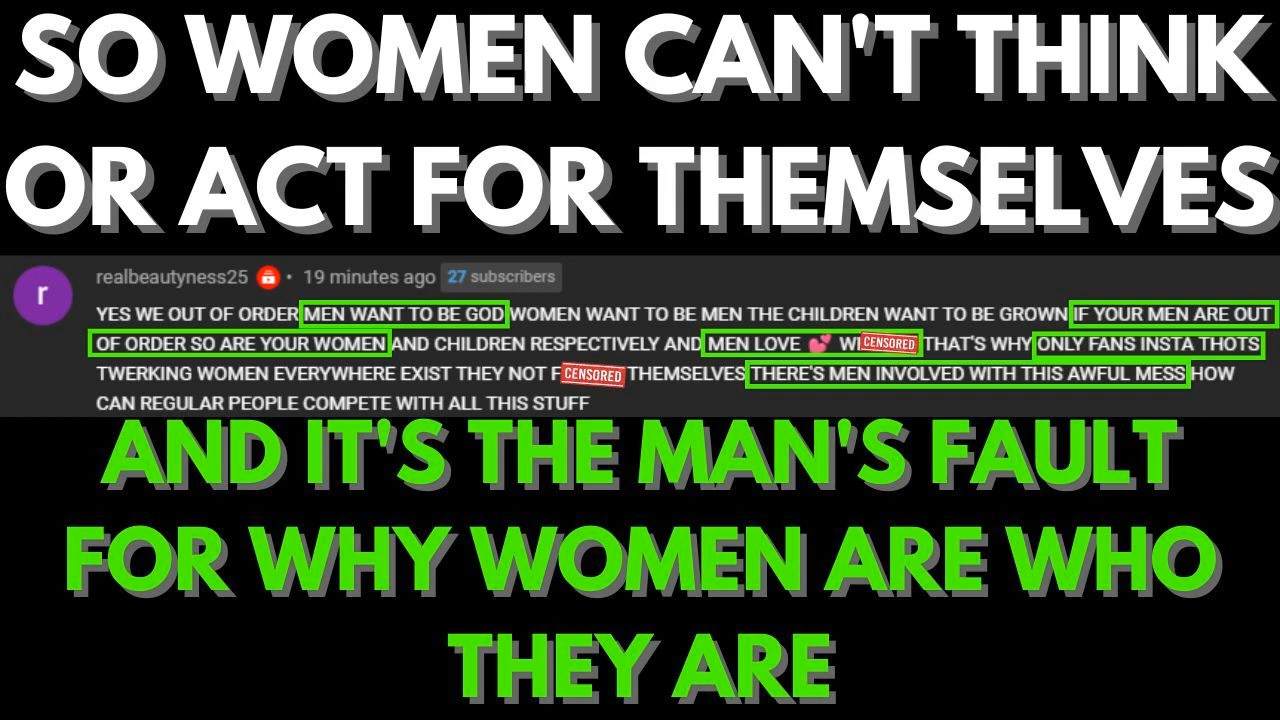 SO WOMEN CAN'T THINK
OR ACT FOR THEMSELVES
r
realbeautyness25 • 19 minutes ago 27 subscribers
YES WE OUT OF ORDER MEN WANT TO BE GOD WOMEN WANT TO BE MEN THE CHILDREN WANT TO BE GROWN IF YOUR MEN ARE OUT
OF ORDER SO ARE YOUR WOMEN AND CHILDREN RESPECTIVELY AND MEN LOVE 💕 W CENSORED THAT'S WHY ONLY FANS INSTA THOTS
TWERKING WOMEN EVERYWHERE EXIST THEY NOT F CENSORED THEMSELVES THERE'S MEN INVOLVED WITH THIS AWFUL MESS HOW
CAN REGULAR PEOPLE COMPETE WITH ALL THIS STUFF
AND IT'S THE MAN'S FAULT
FOR WHY WOMEN ARE WHO
THEY ARE